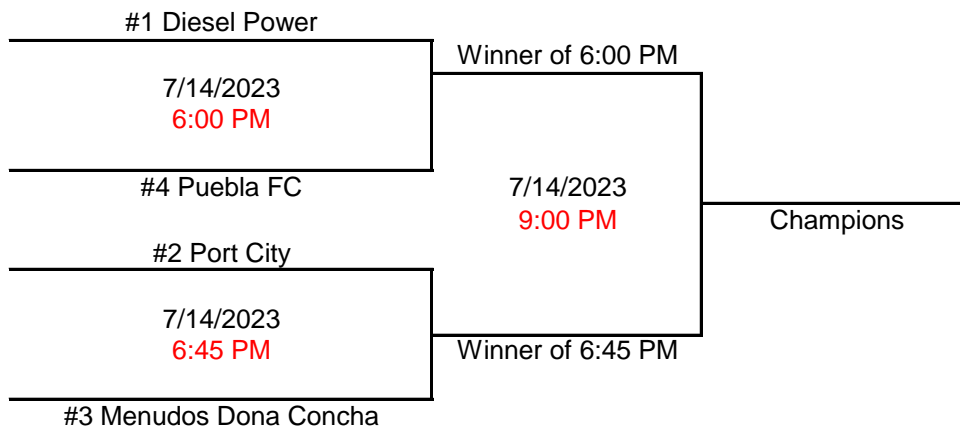 #1 Diesel Power
Winner of 6:00 PM
7/14/2023
6:00 PM
#4 Puebla FC
7/14/2023
9:00 PM
Champions
#2 Port City
7/14/2023
6:45 PM
Winner of 6:45 PM
#3 Menudos Dona Concha